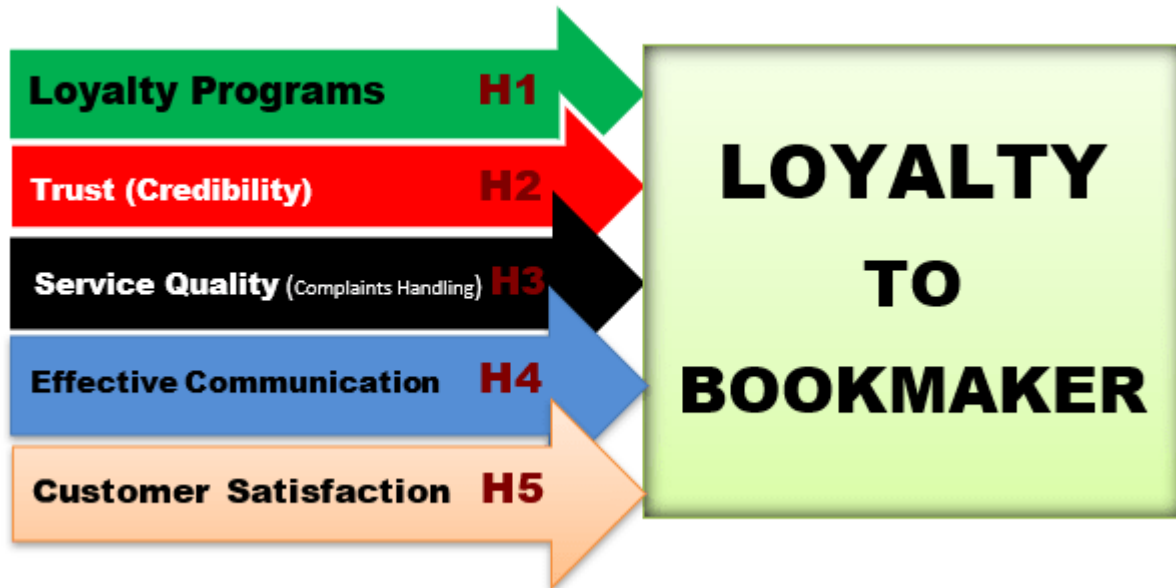 Loyalty Programs H1
Trust (Credibility) H2
Service Quality (Complaints Handling) H3
Effective Communication H4
Customer Satisfaction H5
LOYALTY
TO
BOOKMAKER